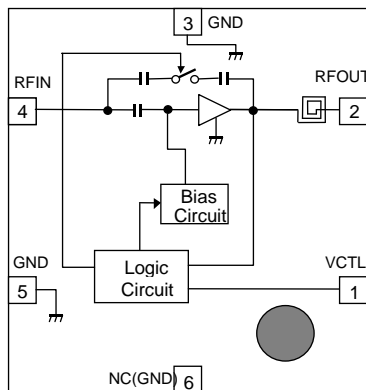 3 GND
RFIN
RFOUT
4
2
Bias
Circuit
GND
Logic
Circuit
VCTL
5
1
NC(GND) 6